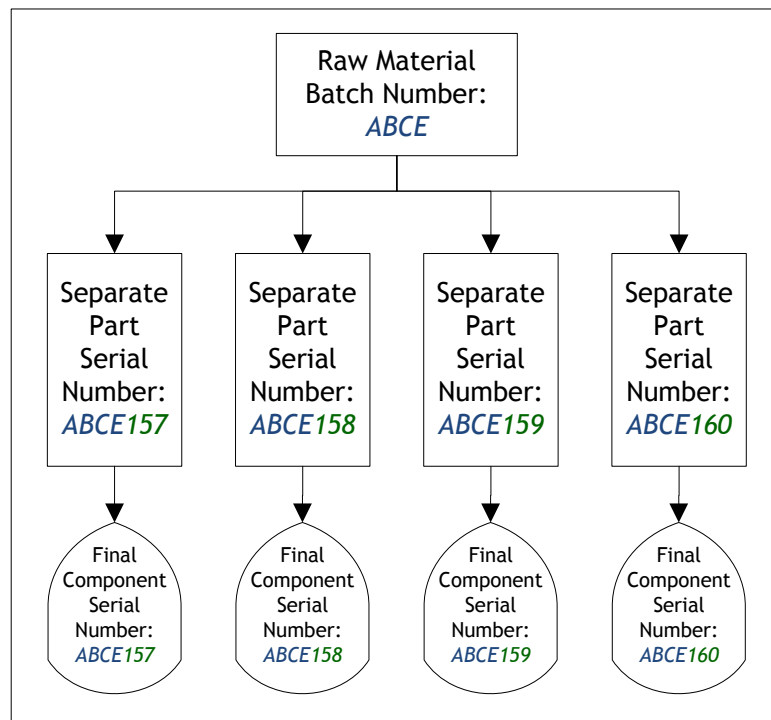 Raw Material
Batch Number:
ABCE
Separate
Part
Serial
Number:
ABCE157
Separate
Part
Serial
Number:
ABCE158
Separate
Part
Serial
Number:
ABCE159
Separate
Part
Serial
Number:
ABCE160
Final
Component
Serial
Number:
ABCE157
Final
Component
Serial
Number:
ABCE158
Final
Component
Serial
Number:
ABCE159
Final
Component
Serial
Number:
ABCE160